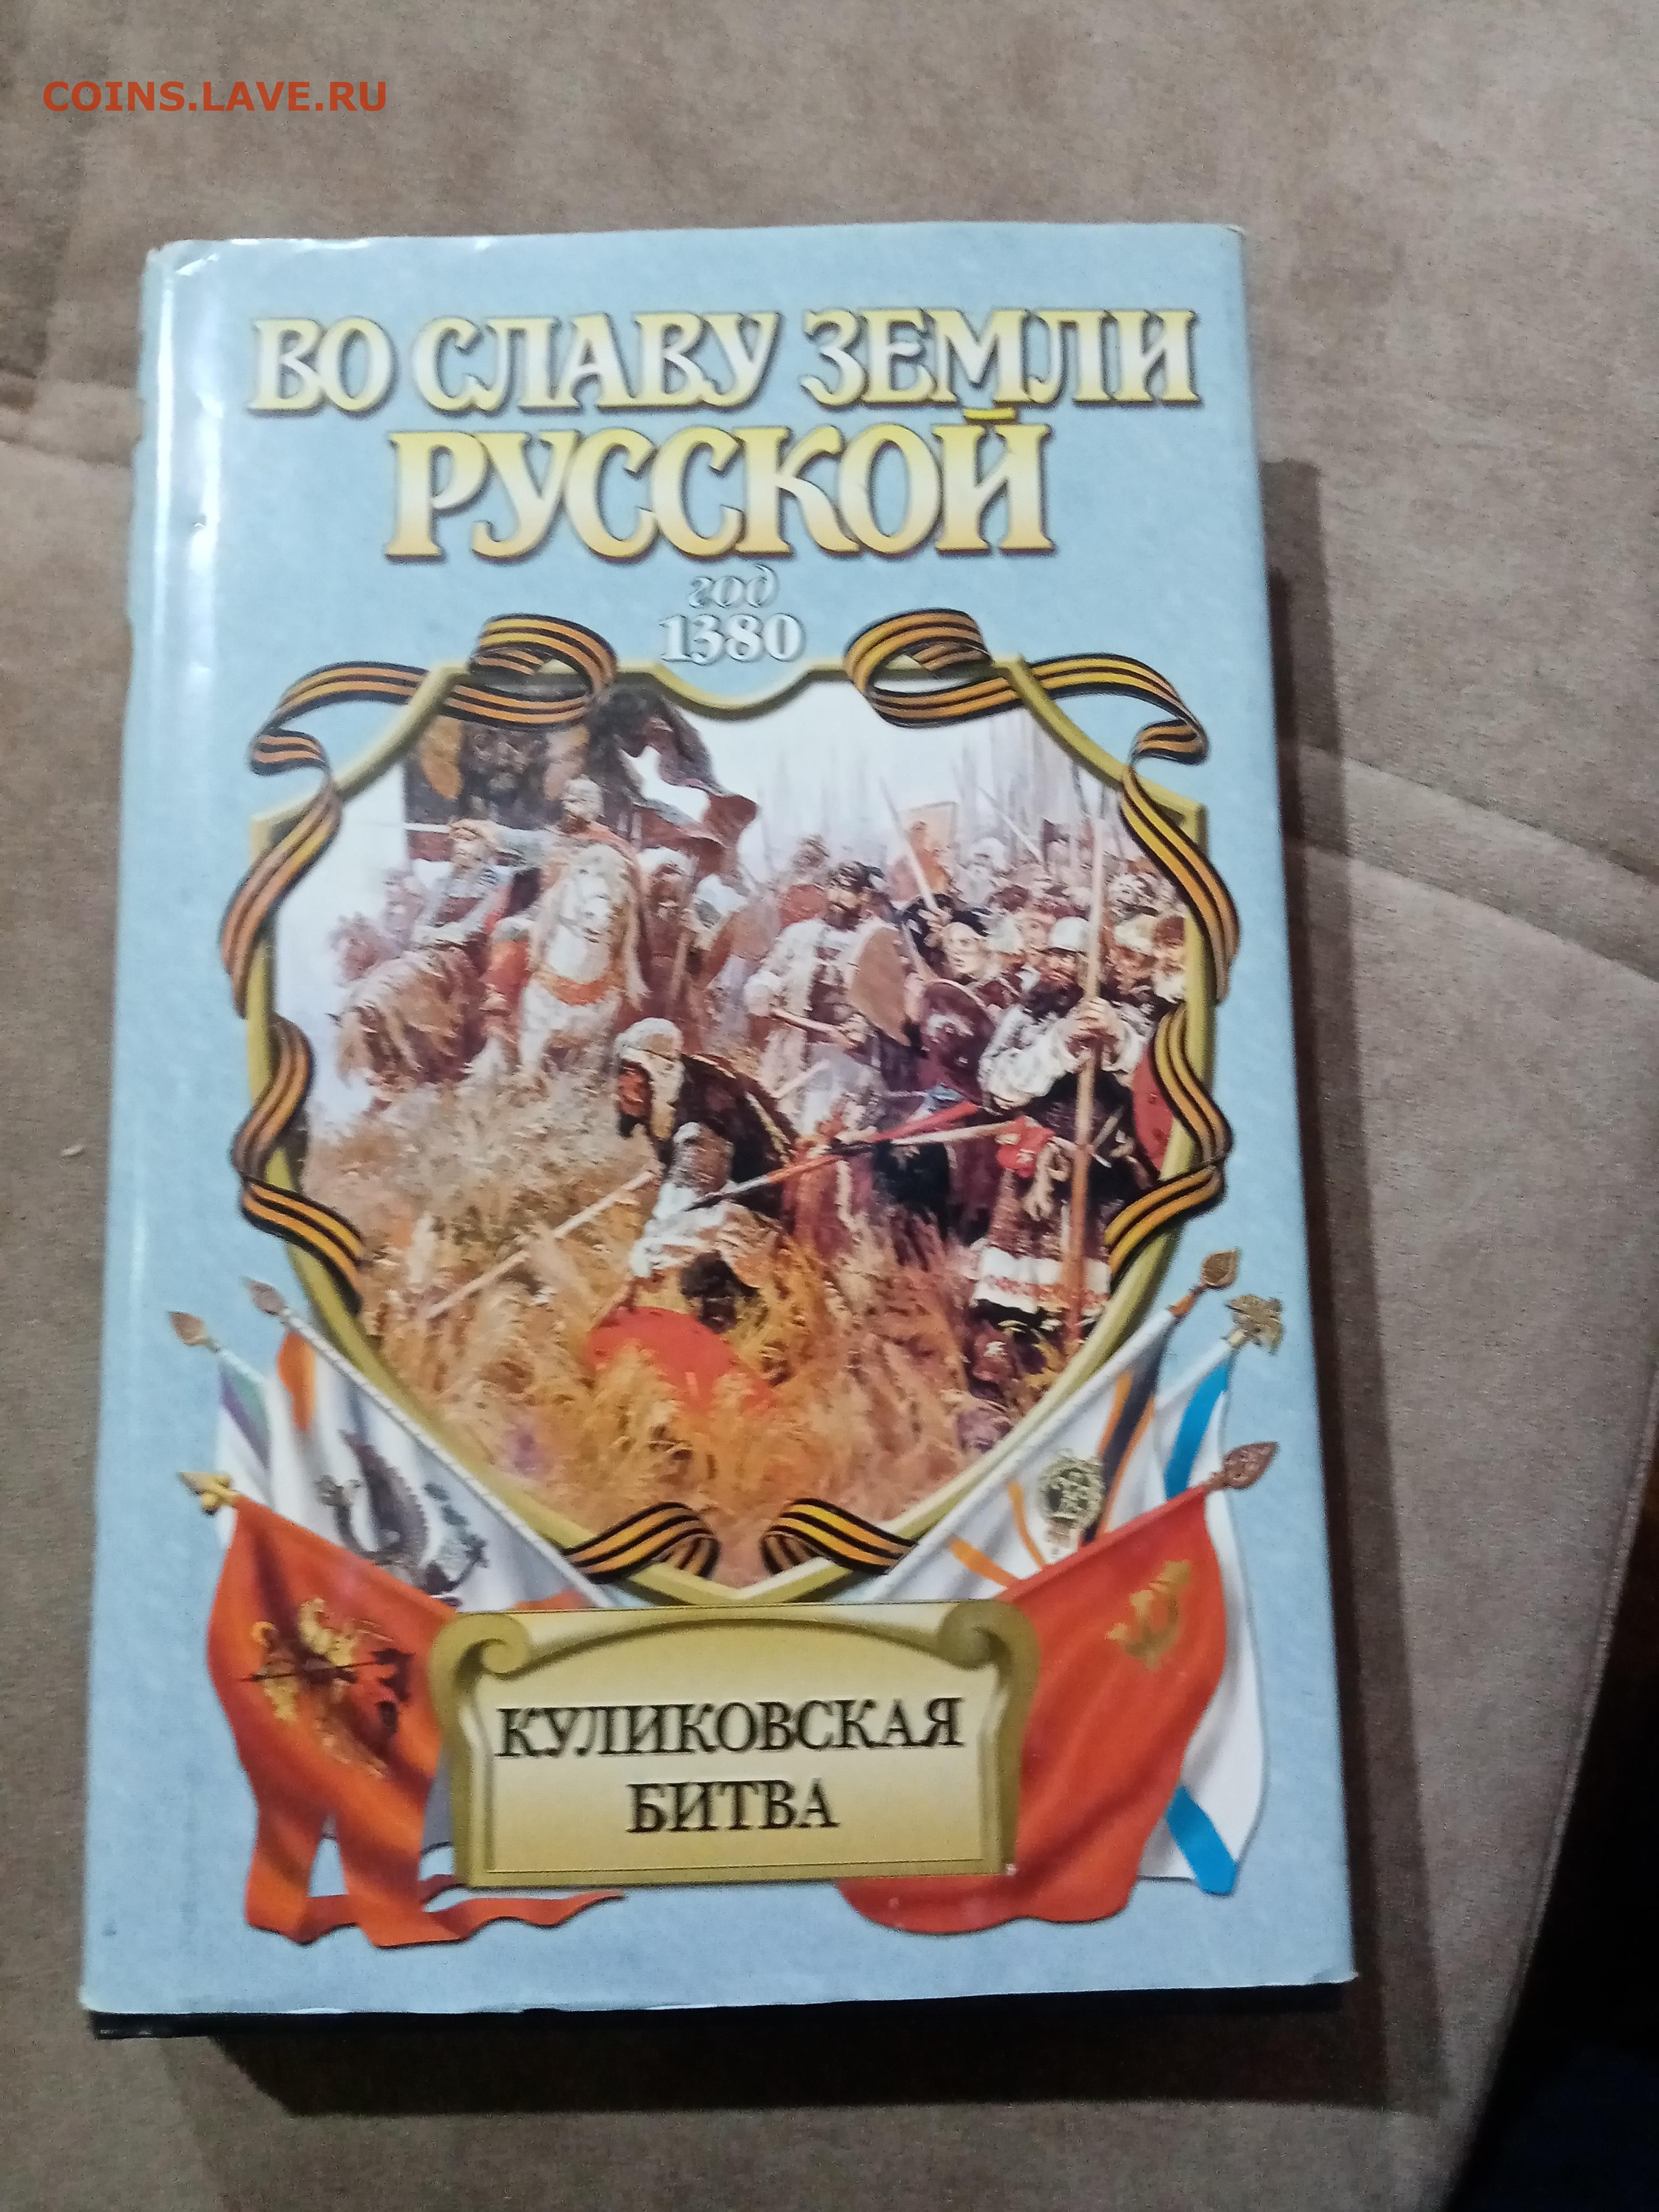 COINS.LAVE.RU
ВО СЛАВУ ЗЕМЛИ
РУССКОЙ
год
1380
КУЛИКОВСКАЯ
БИТВА